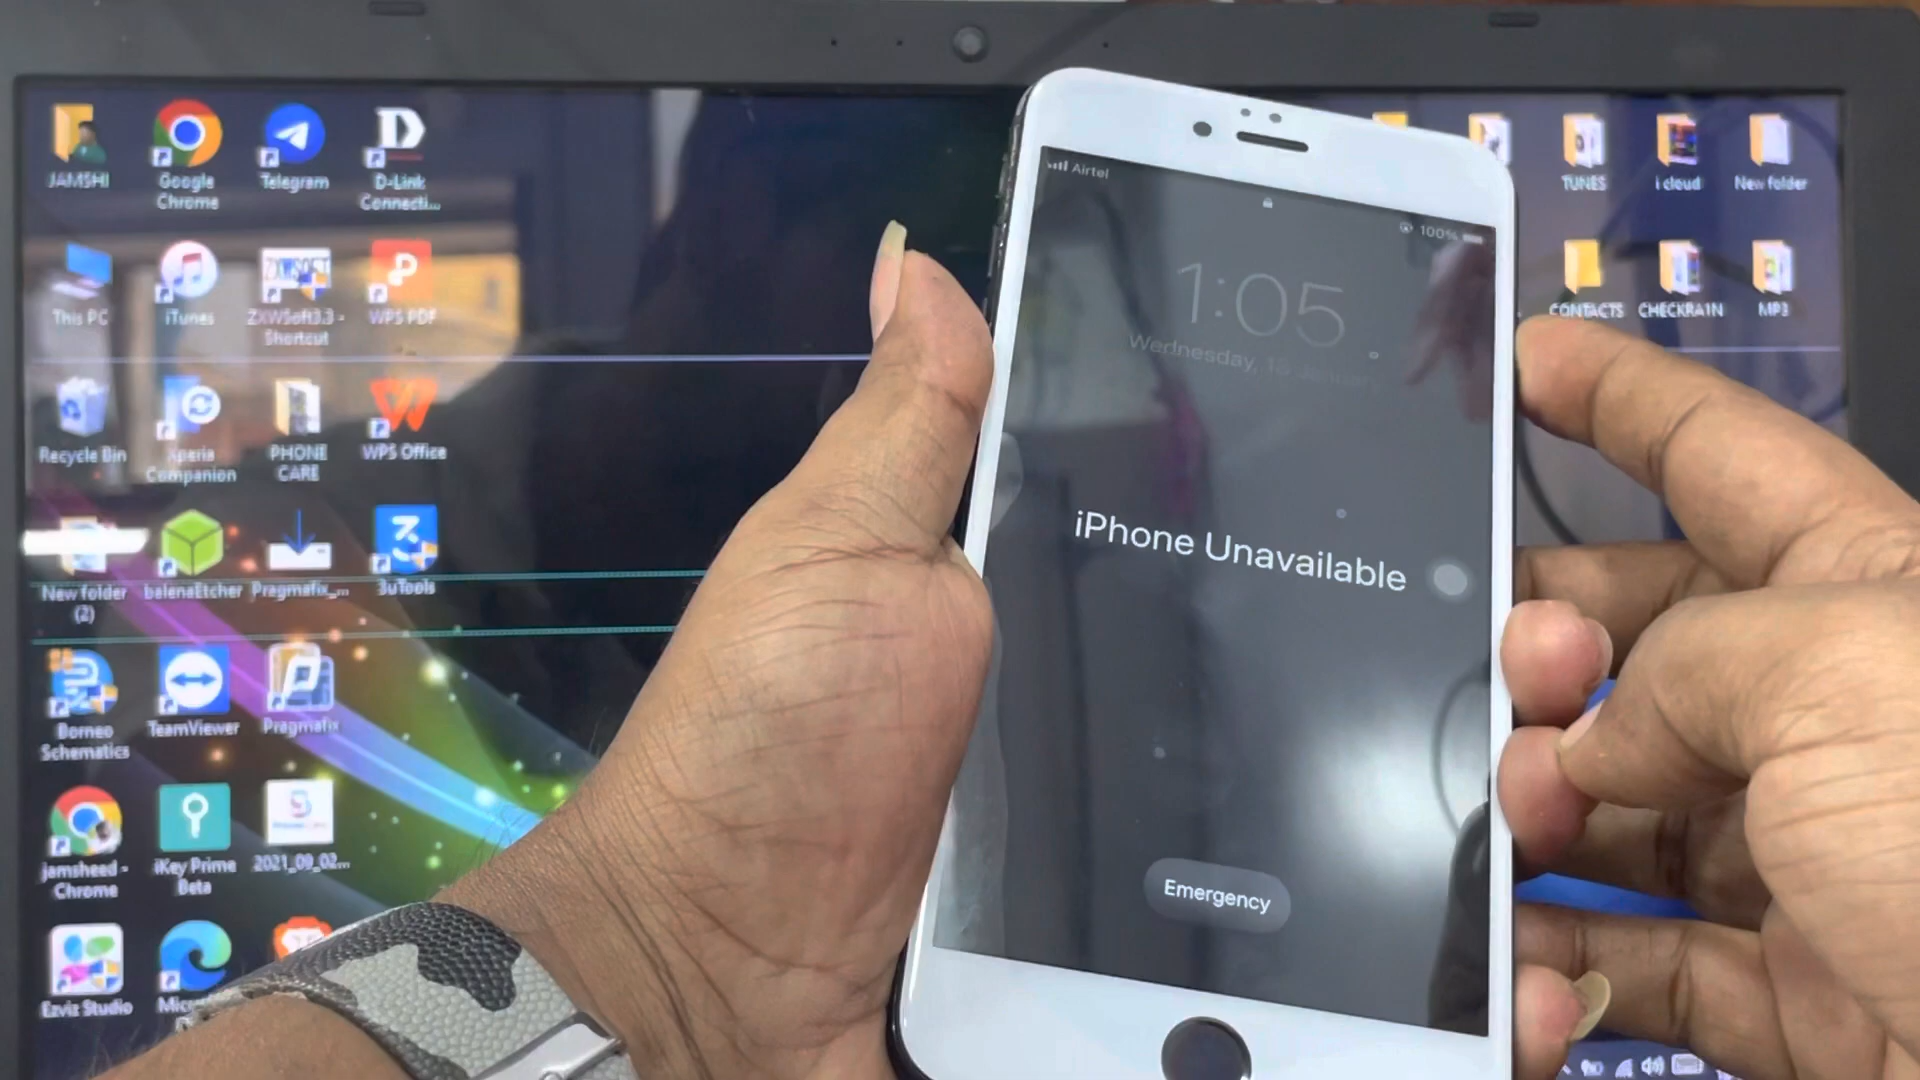 JAMSHI
Google
Chrome
Telegram
D-Link
Connecti...
This PC
iTunes
ZXWSoft3.3 -
Shortcut
WPS PDF
Recycle Bin
Xperia
Companion
PHONE
CARE
WPS Office
New folder
(2)
balenaEtcher
Pragmafix_...
3uTools
Borneo
Schematics
TeamViewer
Pragmafix
jamsheed -
Chrome
iKey Prime
Beta
2021_09_02...
Ezviz Studio
Airtel
100%
1:05
Wednesday,
iPhone Unavailable
Emergency
TUNES
i cloud
New folder
CONTACTS
CHECKRA1N
MP3